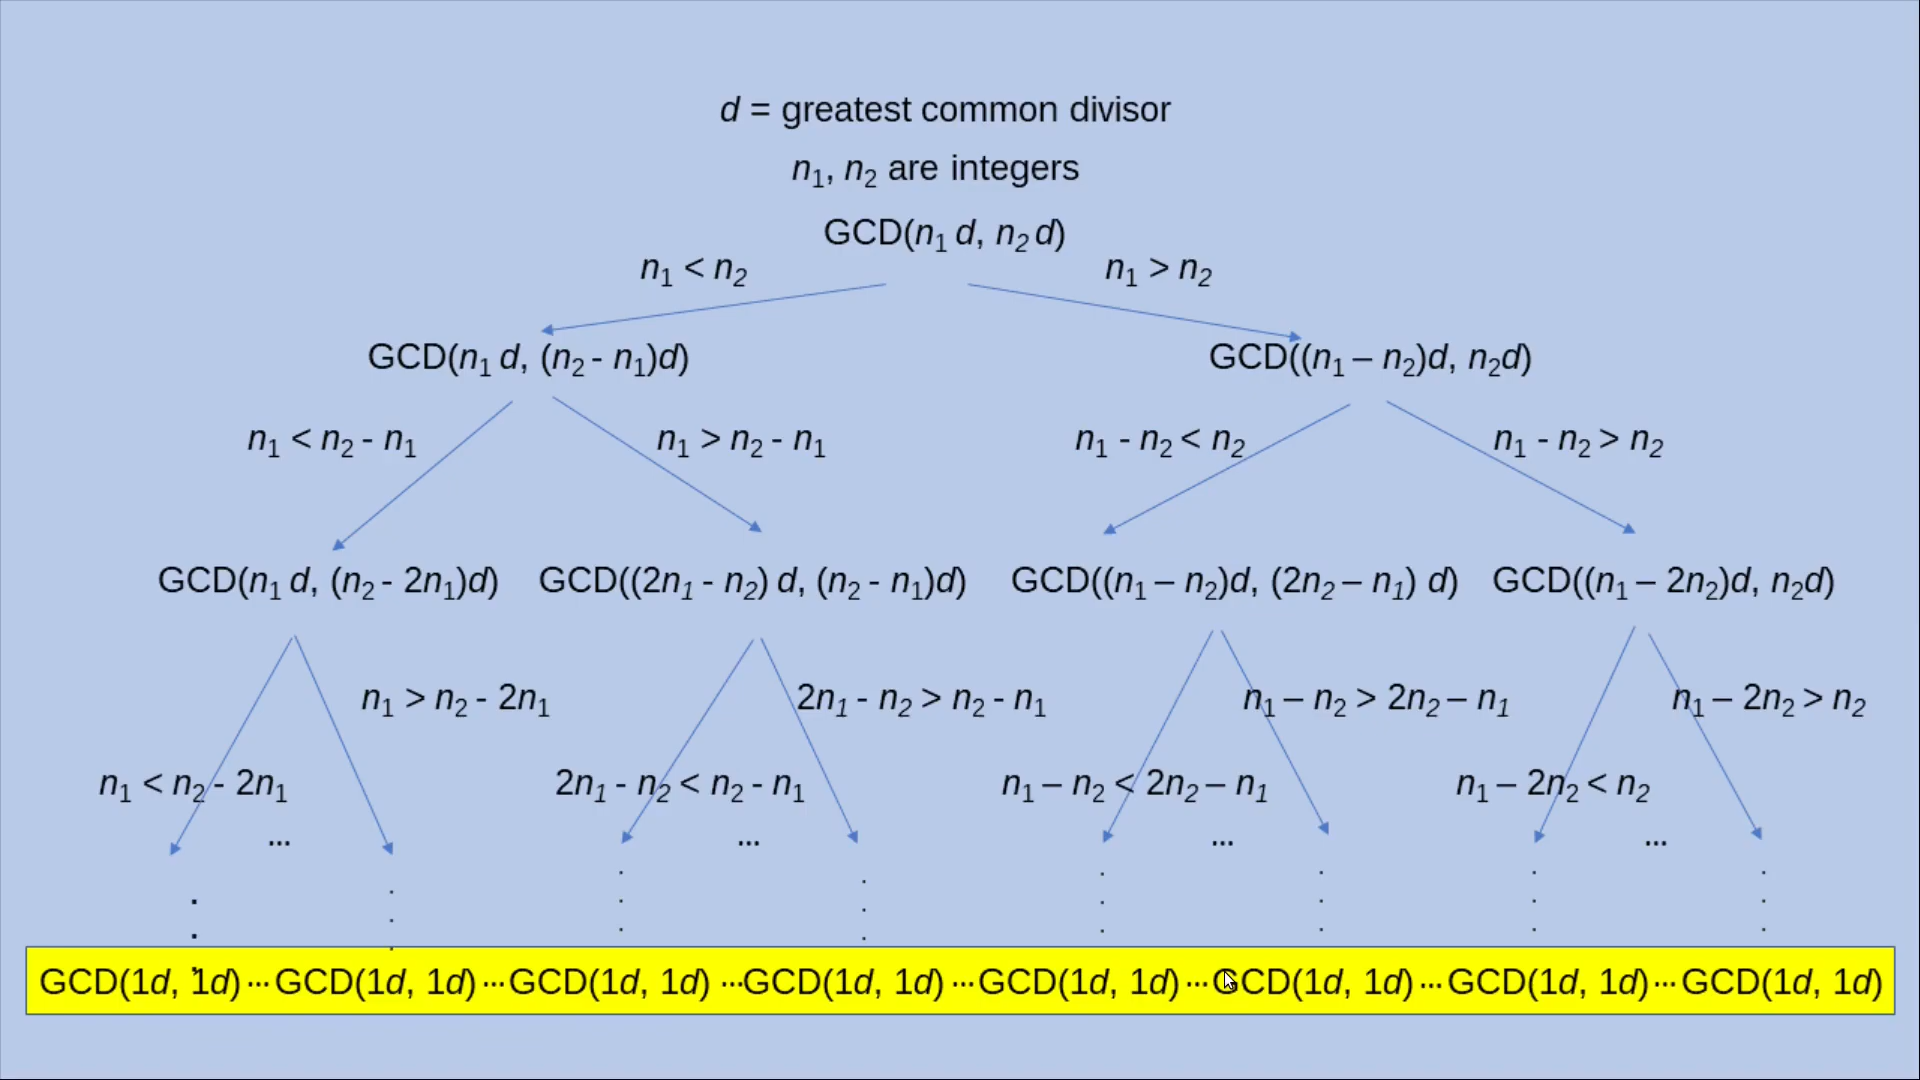 d = greatest common divisor
n₁, n₂ are integers
GCD(n₁ d, n₂ d)
n₁ < n₂
n₁ > n₂
GCD(n₁ d, (n₂ - n₁)d)
GCD((n₁ – n₂)d, n₂d)
n₁ < n₂ - n₁
n₁ > n₂ - n₁
n₁ - n₂ < n₂
n₁ - n₂ > n₂
GCD(n₁ d, (n₂ - 2n₁)d)
GCD((2n₁ - n₂) d, (n₂ - n₁)d)
GCD((n₁ – n₂)d, (2n₂ – n₁) d)
GCD((n₁ – 2n₂)d, n₂d)
n₁ > n₂ - 2n₁
2n₁ - n₂ > n₂ - n₁
n₁ – n₂ > 2n₂ – n₁
n₁ – 2n₂ > n₂
n₁ < n₂ - 2n₁
2n₁ - n₂ < n₂ - n₁
n₁ – n₂ < 2n₂ – n₁
n₁ – 2n₂ < n₂
... ... ... ...
GCD(1d, 1d) ... GCD(1d, 1d) ... GCD(1d, 1d) ... GCD(1d, 1d) ... GCD(1d, 1d) ... GCD(1d, 1d) ... GCD(1d, 1d) ... GCD(1d, 1d)